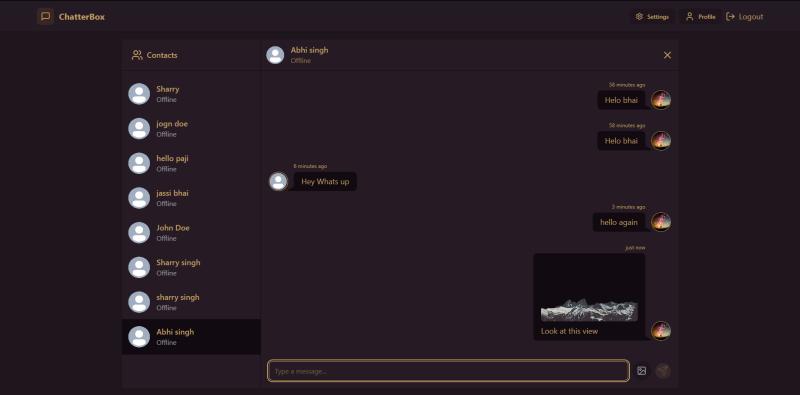 ChatterBox
Settings
Profile
Logout
Contacts
Sharry
Offline
jogn doe
Offline
hello paji
Offline
jassi bhai
Offline
John Doe
Offline
Sharry singh
Offline
sharry singh
Offline
Abhi singh
Offline
Abhi singh
Offline
58 minutes ago
Helo bhai
58 minutes ago
Helo bhai
6 minutes ago
Hey Whats up
3 minutes ago
hello again
just now
Look at this view
Type a message...